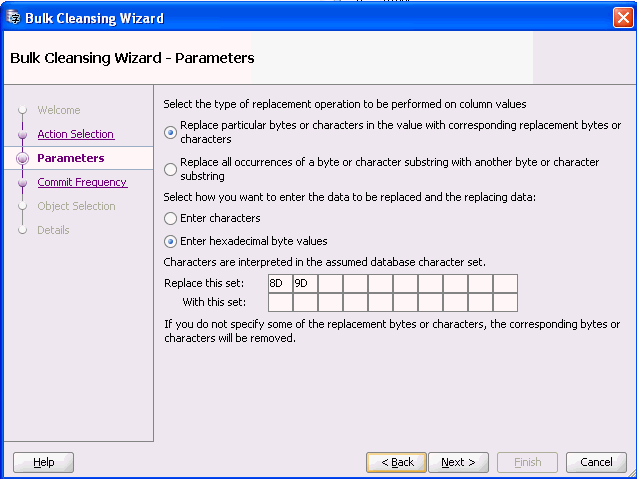 Bulk Cleansing Wizard
Bulk Cleansing Wizard - Parameters
Welcome
Action Selection
Parameters
Commit Frequency
Object Selection
Details
Select the type of replacement operation to be performed on column values
Replace particular bytes or characters in the value with corresponding replacement bytes or
characters
Replace all occurrences of a byte or character substring with another byte or character
substring
Select how you want to enter the data to be replaced and the replacing data:
Enter characters
Enter hexadecimal byte values
Characters are interpreted in the assumed database character set.
Replace this set: 8D 9D
With this set:
If you do not specify some of the replacement bytes or characters, the corresponding bytes or
characters will be removed.
Help < Back Next > Finish Cancel